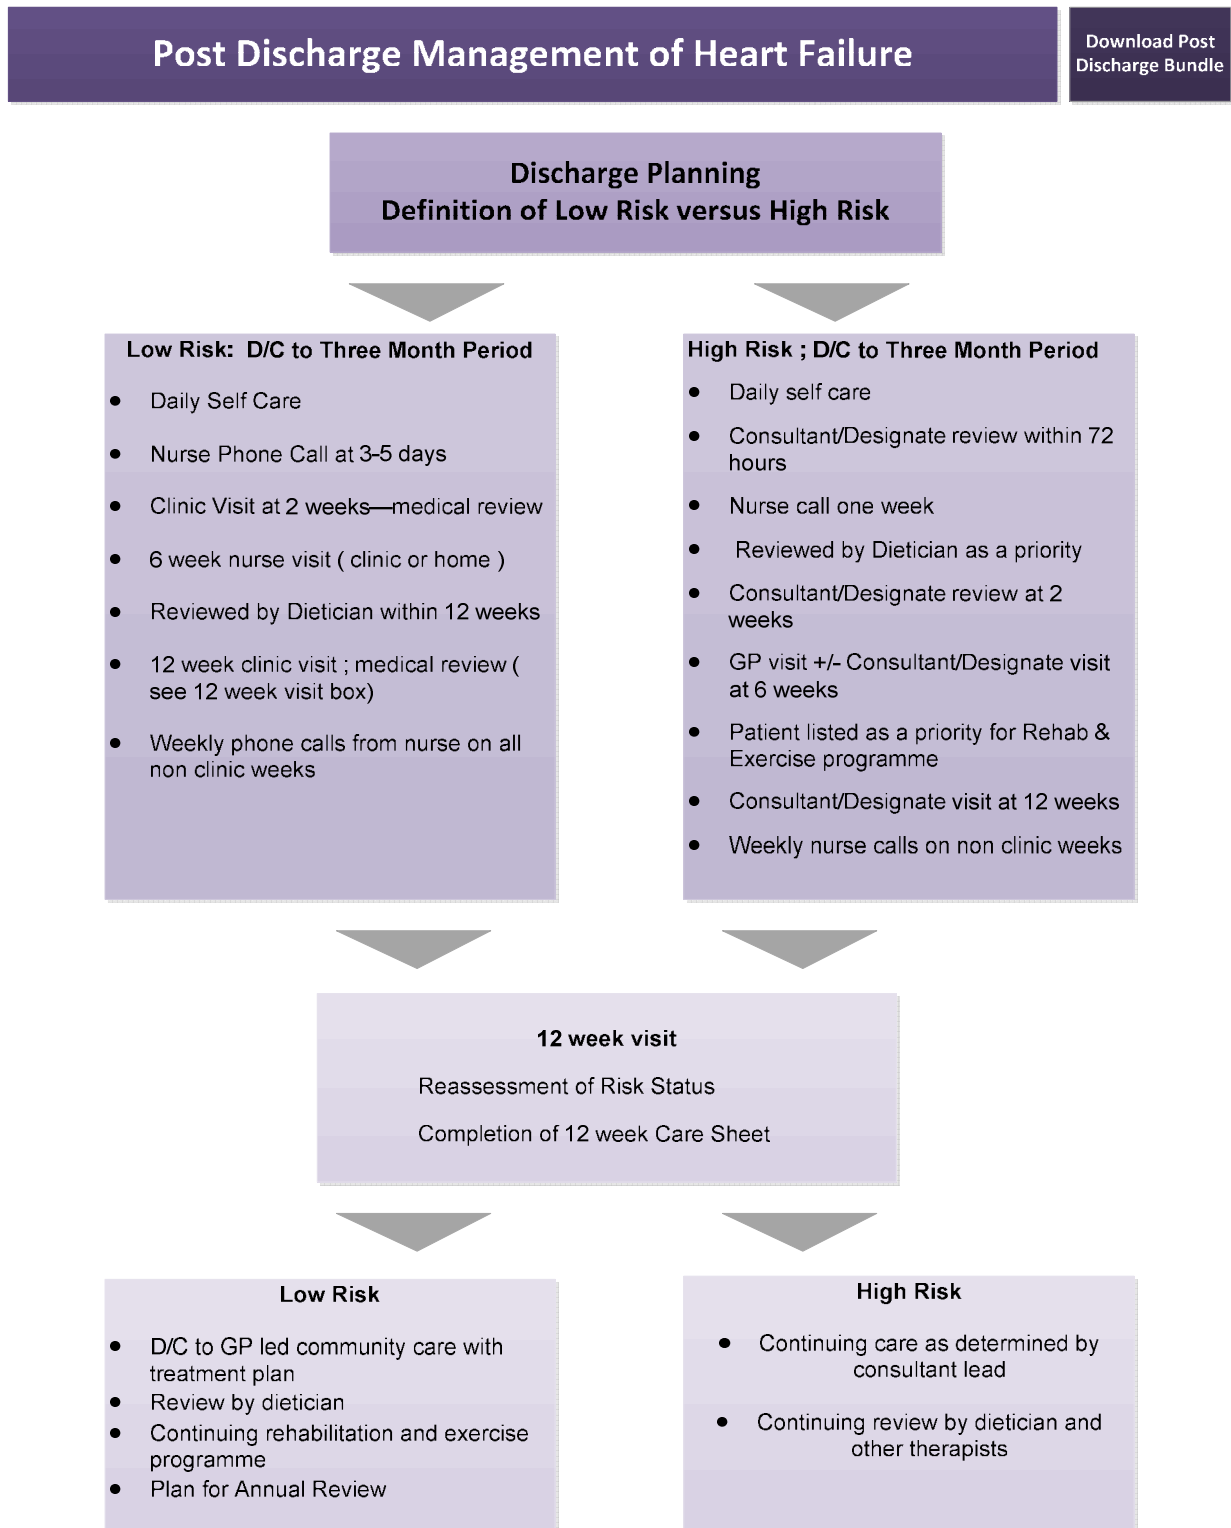 Post Discharge Management of Heart Failure
Download Post
Discharge Bundle
Discharge Planning
Definition of Low Risk versus High Risk
Low Risk: D/C to Three Month Period
• Daily Self Care
• Nurse Phone Call at 3-5 days
• Clinic Visit at 2 weeks—medical review
• 6 week nurse visit ( clinic or home )
• Reviewed by Dietician within 12 weeks
• 12 week clinic visit ; medical review (
see 12 week visit box)
• Weekly phone calls from nurse on all
non clinic weeks
High Risk ; D/C to Three Month Period
• Daily self care
• Consultant/Designate review within 72
hours
• Nurse call one week
• Reviewed by Dietician as a priority
• Consultant/Designate review at 2
weeks
• GP visit +/- Consultant/Designate visit
at 6 weeks
• Patient listed as a priority for Rehab &
Exercise programme
• Consultant/Designate visit at 12 weeks
• Weekly nurse calls on non clinic weeks
12 week visit
Reassessment of Risk Status
Completion of 12 week Care Sheet
Low Risk
• D/C to GP led community care with
treatment plan
• Review by dietician
• Continuing rehabilitation and exercise
programme
• Plan for Annual Review
High Risk
• Continuing care as determined by
consultant lead
• Continuing review by dietician and
other therapists